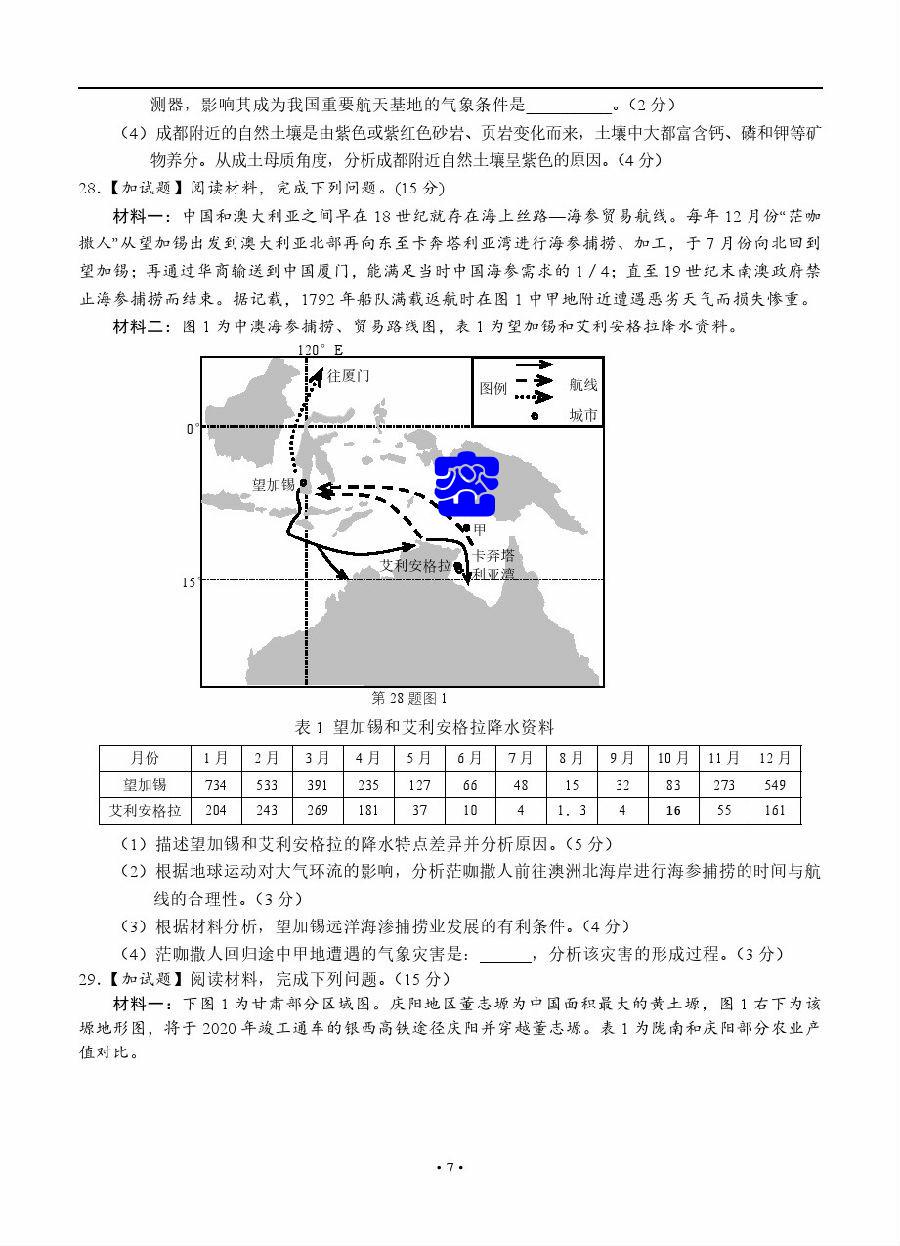 测器，影响其成为我国重要航天基地的气象条件是__________。（2 分）
（4）成都附近的自然土壤是由紫色或紫红色砂岩、页岩变化而来，土壤中大都富含钙、磷和钾等矿
物养分。从成土母质角度，分析成都附近自然土壤呈紫色的原因。（4 分）
28.【加试题】阅读材料，完成下列问题。(15 分)
材料一：中国和澳大利亚之间早在 18 世纪就存在海上丝路—海参贸易航线。每年 12 月份“茫咖
撒人”从望加锡出发到澳大利亚北部再向东至卡奔塔利亚湾进行海参捕捞、加工，于 7 月份向北回到
望加锡；再通过华商输送到中国厦门，能满足当时中国海参需求的 1／4；直至 19 世纪末南澳政府禁
止海参捕捞而结束。据记载，1792 年船队满载返航时在图 1 中甲地附近遭遇恶劣天气而损失惨重。
材料二：图 1 为中澳海参捕捞、贸易路线图，表 1 为望加锡和艾利安格拉降水资料。
120° E
往厦门
图例
航线
城市
0°
望加锡
甲
卡奔塔
利亚湾
艾利安格拉
15
第 28题图 1
表 1 望加锡和艾利安格拉降水资料
月份 1 月 2 月 3 月 4 月 5 月 6 月 7 月 8 月 9 月 10 月 11 月 12 月
望加锡 734 533 391 235 127 66 48 15 32 83 273 549
艾利安格拉 204 243 269 181 37 10 4 1．3 4 16 55 161
（1）描述望加锡和艾利安格拉的降水特点差异并分析原因。（5 分）
（2）根据地球运动对大气环流的影响，分析茫咖撒人前往澳洲北海岸进行海参捕捞的时间与航
线的合理性。（3 分）
（3）根据材料分析，望加锡远洋海渗捕捞业发展的有利条件。（4 分）
（4）茫咖撒人回归途中甲地遭遇的气象灾害是：______，分析该灾害的形成过程。（3 分）
29.【加试题】阅读材料，完成下列问题。（15 分）
材料一：下图 1 为甘肃部分区域图。庆阳地区董志塬为中国面积最大的黄土塬，图 1 右下为该
塬地形图，将于 2020 年竣工通车的银西高铁途径庆阳并穿越董志塬。表 1 为陇南和庆阳部分农业产
值对比。
• 7 •